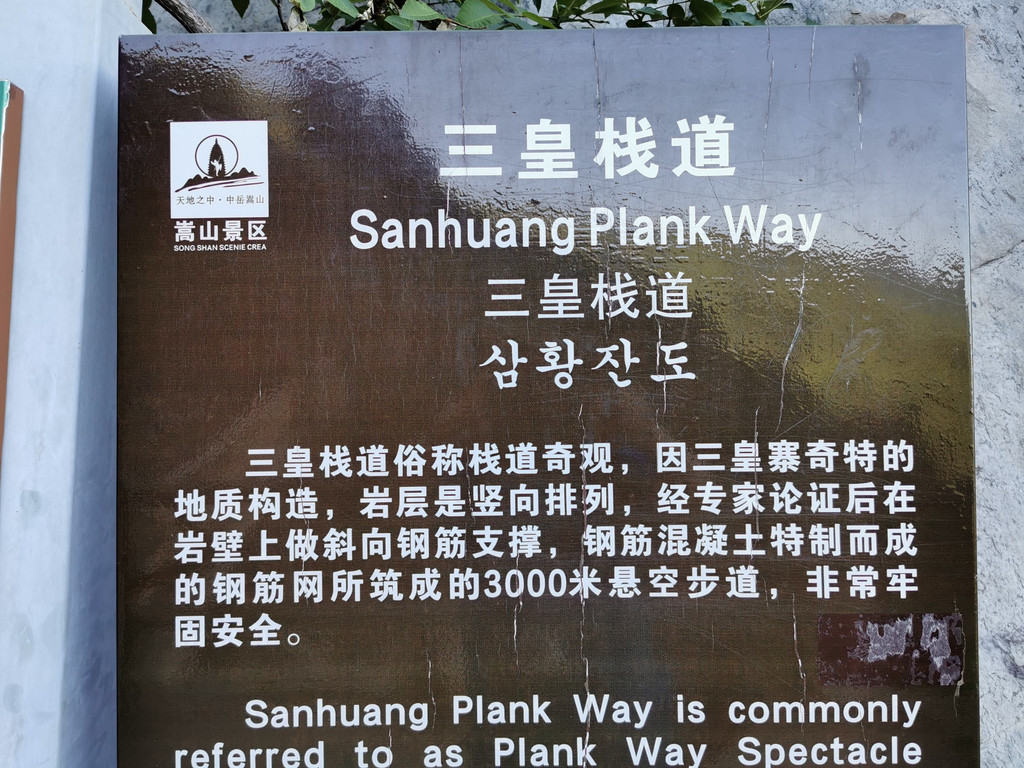 三皇栈道
天地之中·中岳嵩山
嵩山景区
SONG SHAN SCENIE CREA
Sanhuang Plank Way
三皇栈道
삼황잔도
三皇栈道俗称栈道奇观，因三皇寨奇特的
地质构造，岩层是竖向排列，经专家论证后在
岩壁上做斜向钢筋支撑，钢筋混凝土特制而成
的钢筋网所筑成的3000米悬空步道，非常牢
固安全。
Sanhuang Plank Way is commonly
referred to as Plank Way Spectacle